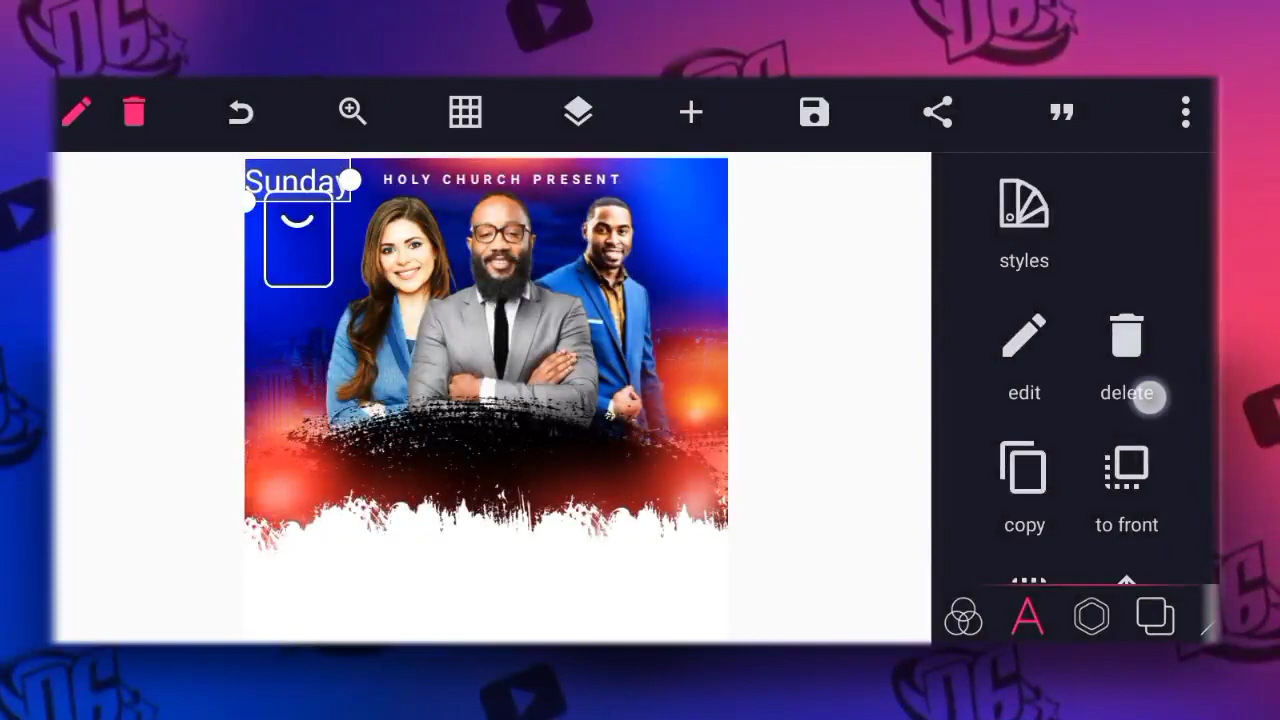 Sunday
HOLY CHURCH PRESENT
styles
edit
delete
copy
to front